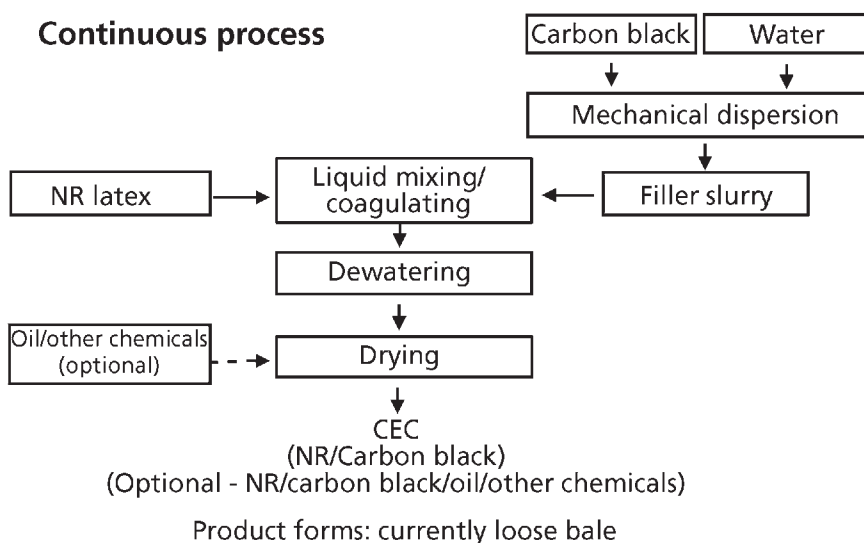 Continuous process
Carbon black
Water
Mechanical dispersion
NR latex
Liquid mixing/
coagulating
Filler slurry
Dewatering
Oil/other chemicals
(optional)
Drying
CEC
(NR/Carbon black)
(Optional - NR/carbon black/oil/other chemicals)
Product forms: currently loose bale